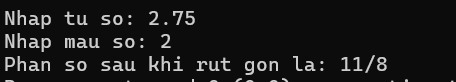 Nhap tu so: 2.75
Nhap mau so: 2
Phan so sau khi rut gon la: 11/8